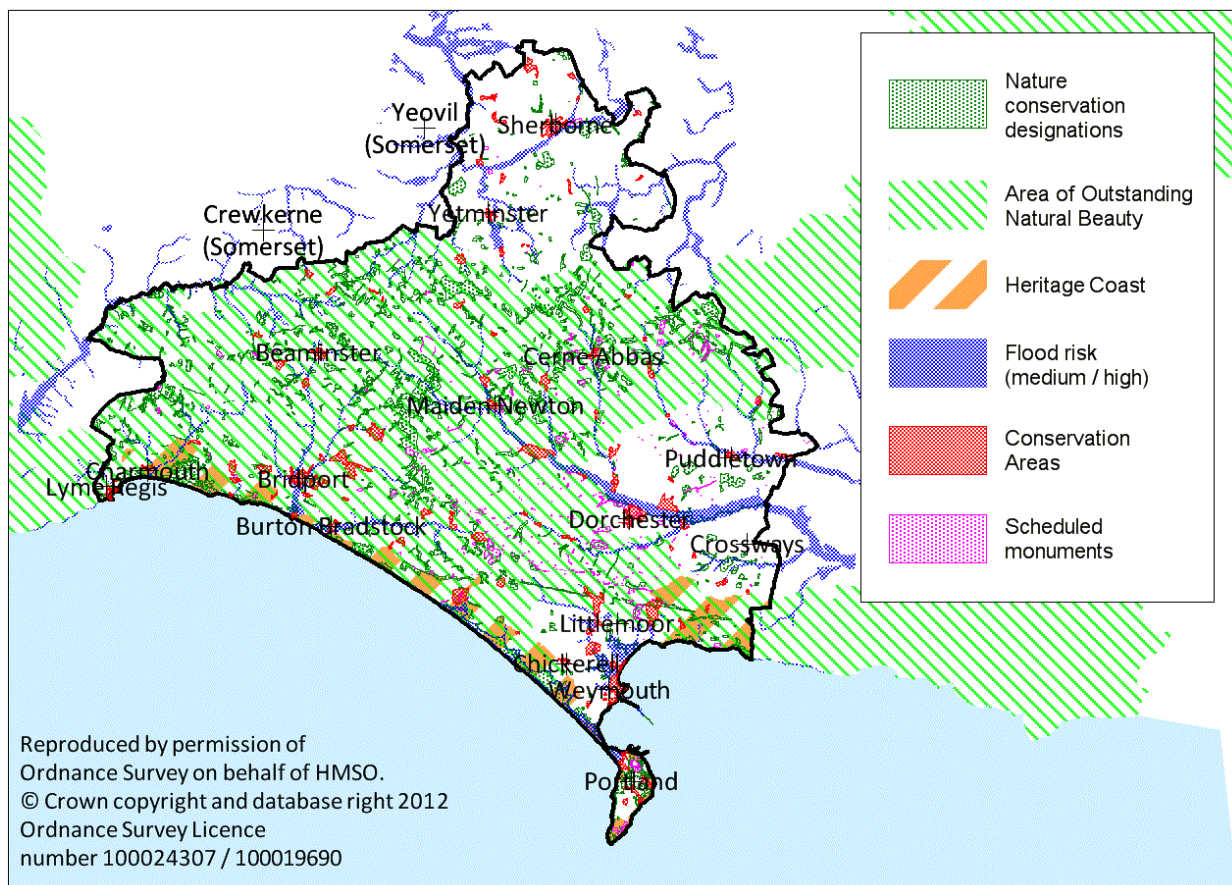 Yeovil
(Somerset)
Sherborne
Crewkerne
(Somerset)
Yetminster
Beaminster
Cerne Abbas
Maiden Newton
Charmouth
Lyme Regis
Bridport
Puddletown
Burton Bradstock
Dorchester
Crossways
Littlemoor
Chickerell
Weymouth
Portland
Nature
conservation
designations
Area of Outstanding
Natural Beauty
Heritage Coast
Flood risk
(medium / high)
Conservation
Areas
Scheduled
monuments
Reproduced by permission of
Ordnance Survey on behalf of HMSO.
© Crown copyright and database right 2012
Ordnance Survey Licence
number 100024307 / 100019690